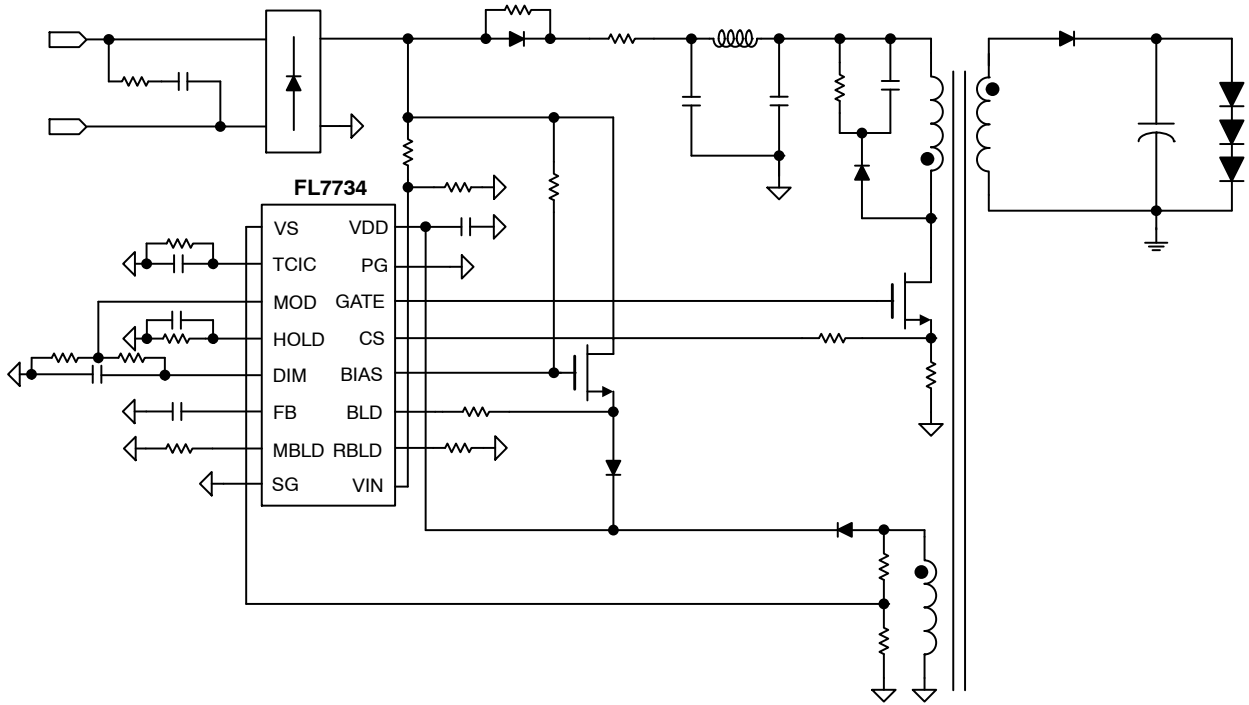 FL7734
VS VDD
TCIC PG
MOD GATE
HOLD CS
DIM BIAS
FB BLD
MBLD RBLD
SG VIN